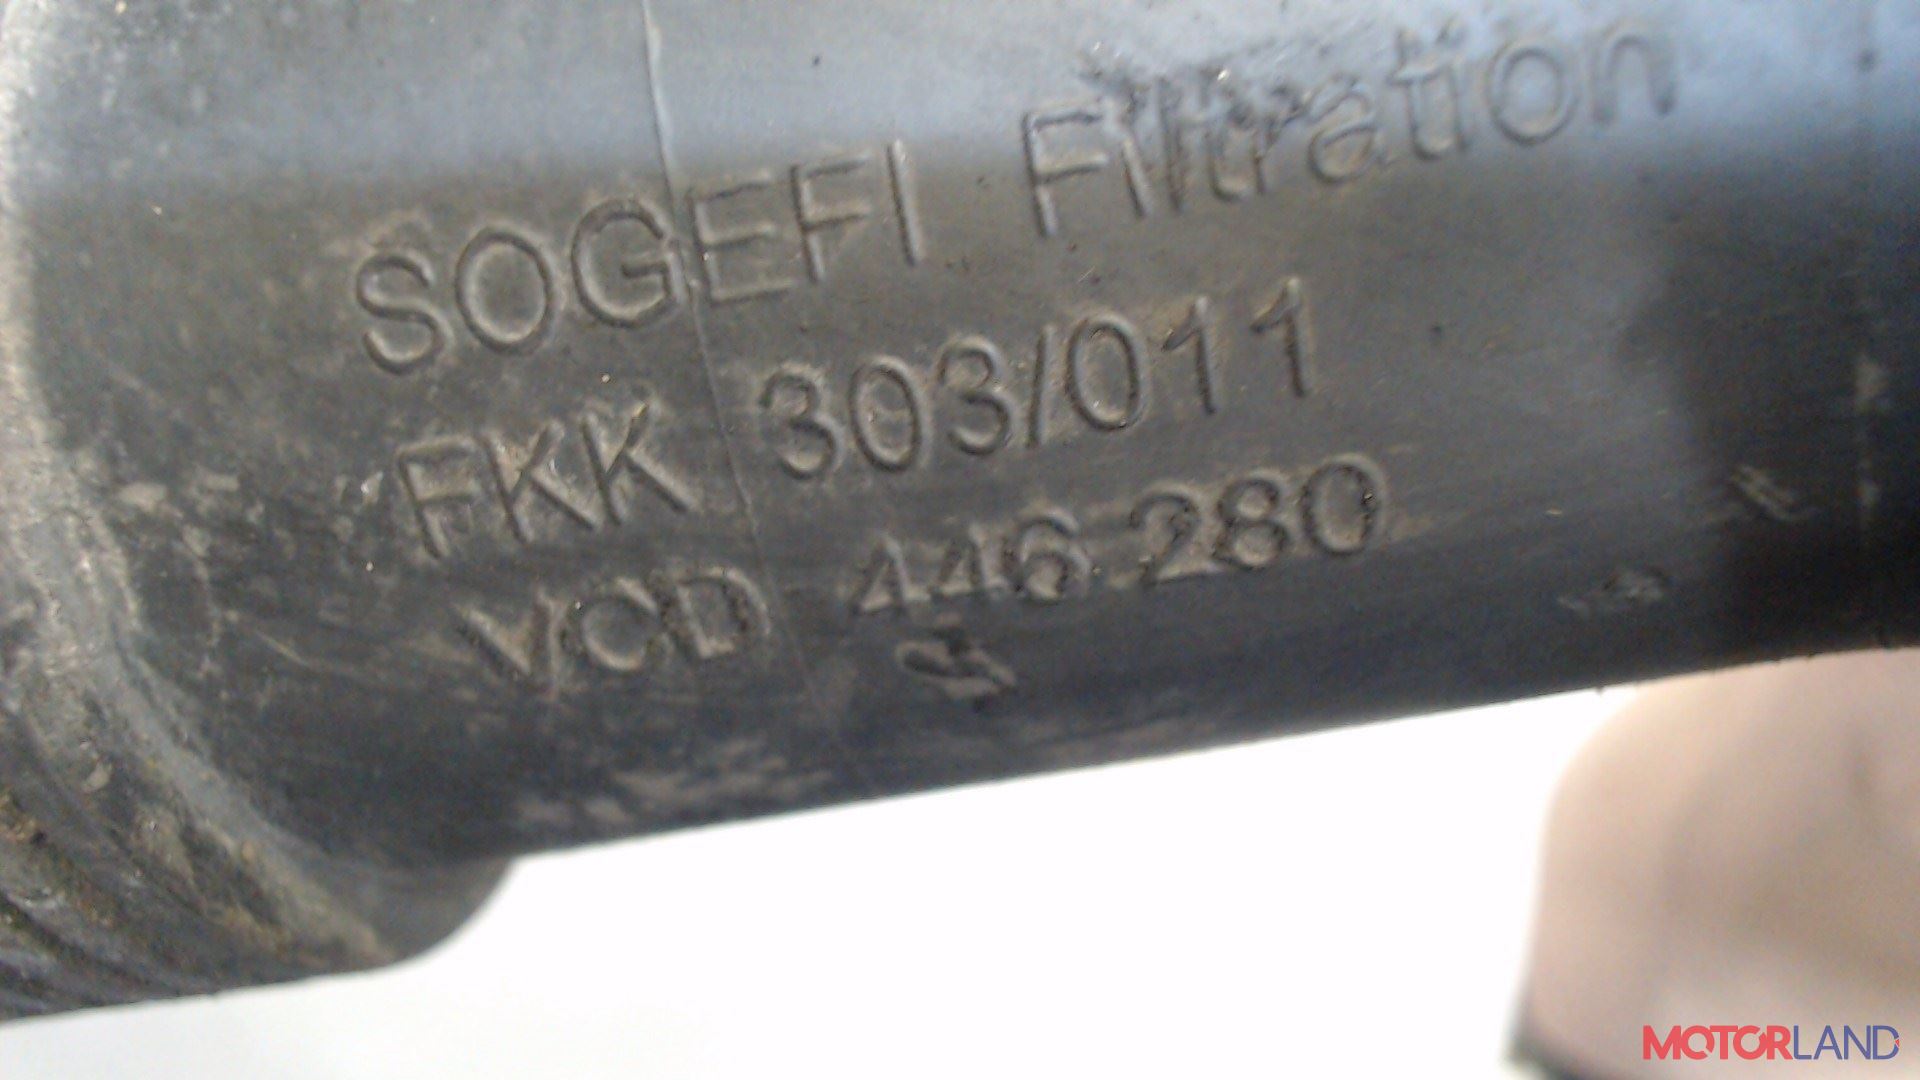 SOGEFI Filtration
FKK 303/011
VCD 446 280
MOTORLAND